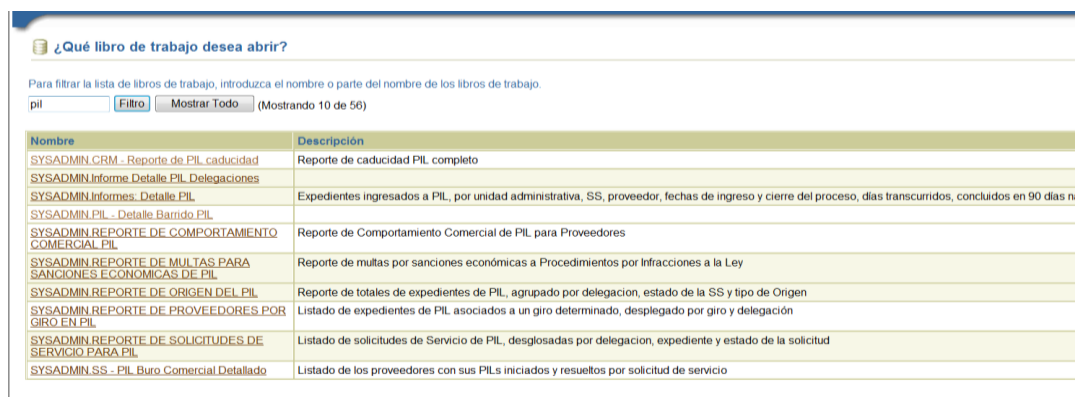 ¿Qué libro de trabajo desea abrir?
Para filtrar la lista de libros de trabajo, introduzca el nombre o parte del nombre de los libros de trabajo.
pil Filtro Mostrar Todo (Mostrando 10 de 56)
Nombre Descripción
SYSADMIN.CRM - Reporte de PIL caducidad Reporte de caducidad PIL completo
SYSADMIN.Informe Detalle PIL Delegaciones
SYSADMIN.Informes: Detalle PIL Expedientes ingresados a PIL, por unidad administrativa, SS, proveedor, fechas de ingreso y cierre del proceso, días transcurridos, concluidos en 90 días
SYSADMIN.PIL - Detalle Barrido PIL
SYSADMIN.REPORTE DE COMPORTAMIENTO Reporte de Comportamiento Comercial de PIL para Proveedores
COMERCIAL PIL
SYSADMIN.REPORTE DE MULTAS PARA Reporte de multas por sanciones económicas a Procedimientos por Infracciones a la Ley
SANCIONES ECONOMICAS DE PIL
SYSADMIN.REPORTE DE ORIGEN DEL PIL Reporte de totales de expedientes de PIL, agrupado por delegacion, estado de la SS y tipo de Origen
SYSADMIN.REPORTE DE PROVEEDORES POR Listado de expedientes de PIL asociados a un giro determinado, desplegado por giro y delegación
GIRO EN PIL
SYSADMIN.REPORTE DE SOLICITUDES DE Listado de solicitudes de Servicio de PIL, desglosadas por delegacion, expediente y estado de la solicitud
SERVICIO PARA PIL
SYSADMIN.SS - PIL Buro Comercial Detallado Listado de los proveedores con sus PILs iniciados y resueltos por solicitud de servicio